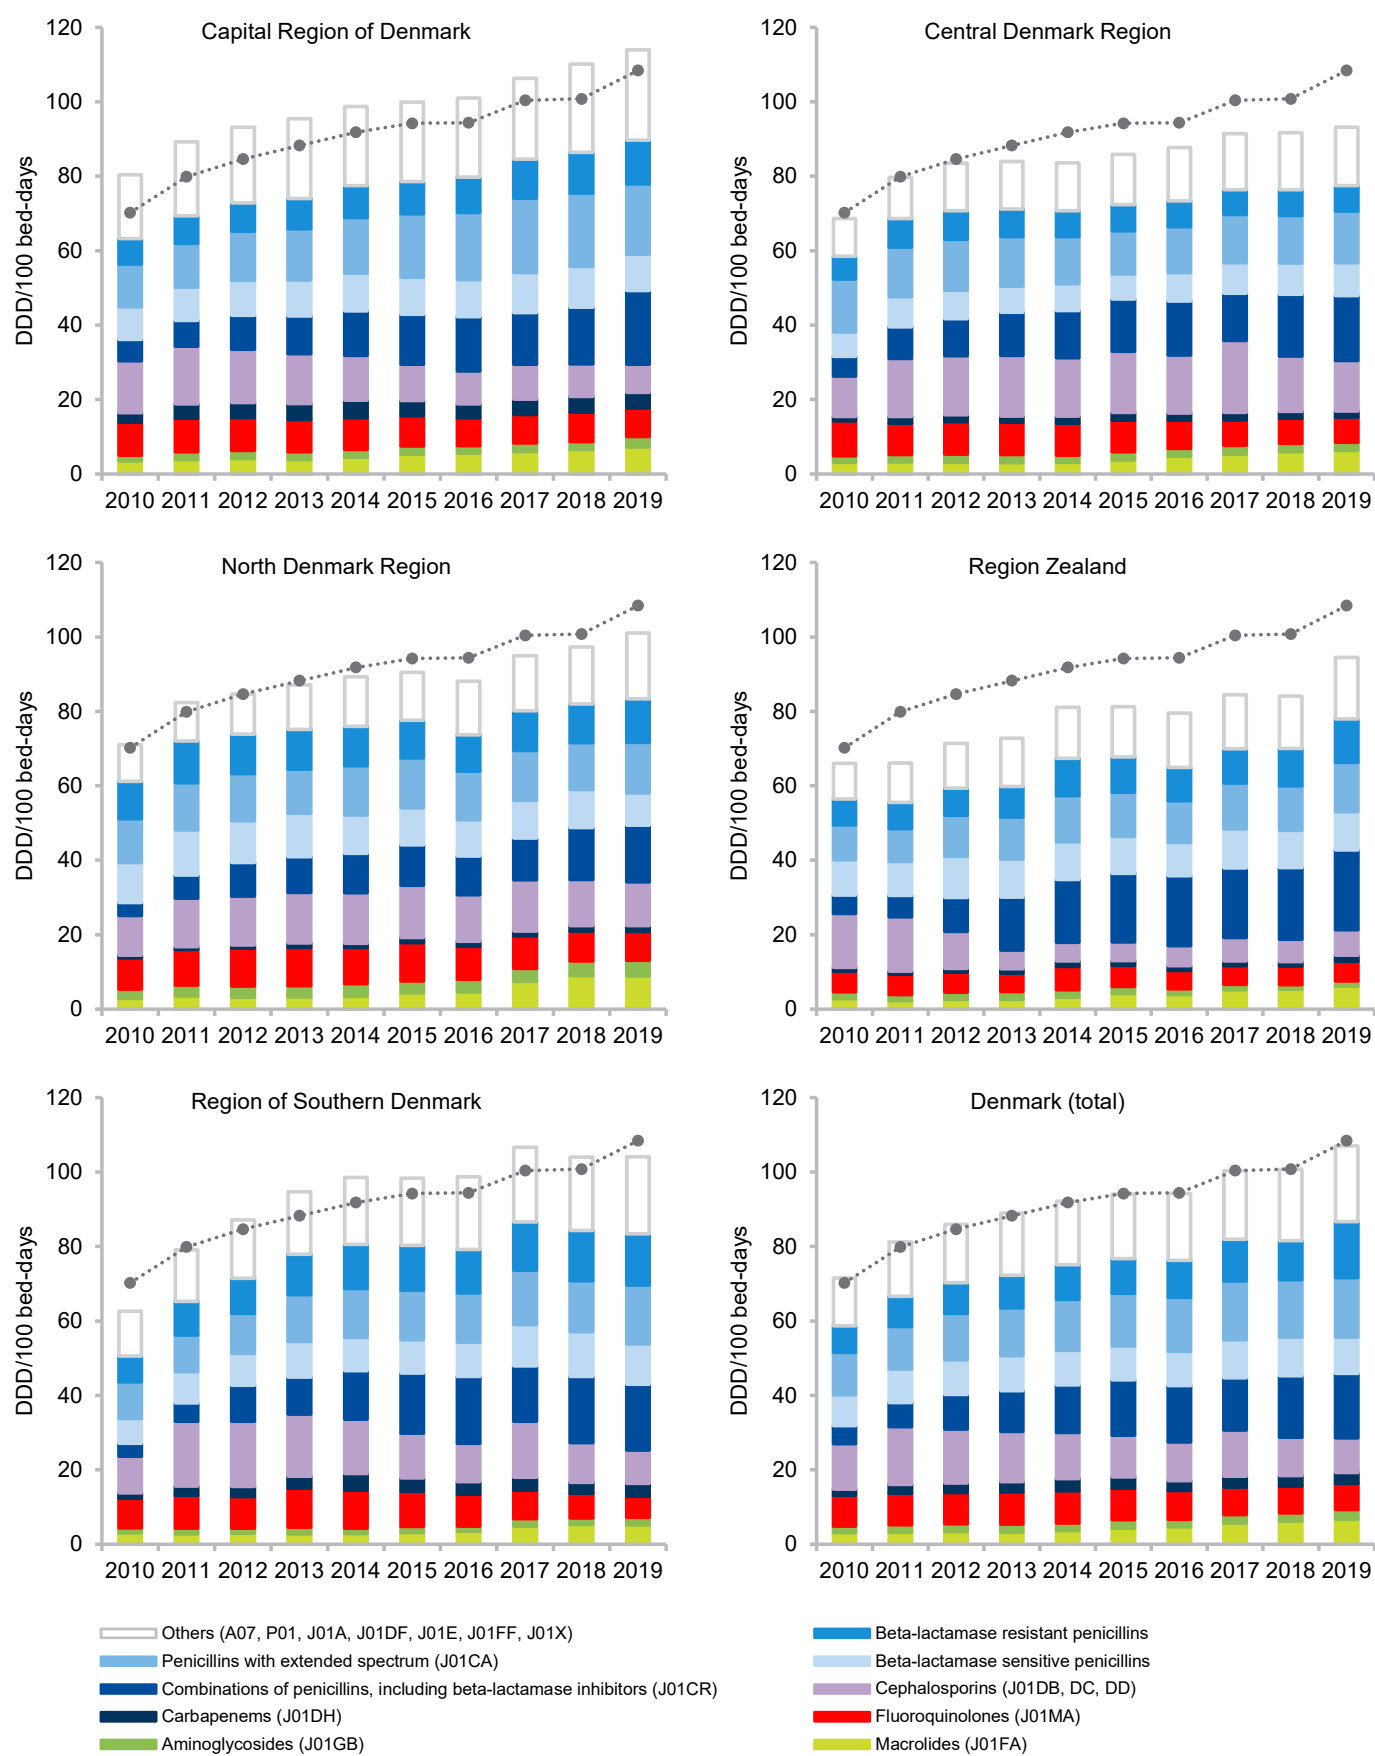 Capital Region of Denmark
DDD/100 bed-days
120
100
80
60
40
20
0
2010 2011 2012 2013 2014 2015 2016 2017 2018 2019
Central Denmark Region
DDD/100 bed-days
120
100
80
60
40
20
0
2010 2011 2012 2013 2014 2015 2016 2017 2018 2019
North Denmark Region
DDD/100 bed-days
120
100
80
60
40
20
0
2010 2011 2012 2013 2014 2015 2016 2017 2018 2019
Region Zealand
DDD/100 bed-days
120
100
80
60
40
20
0
2010 2011 2012 2013 2014 2015 2016 2017 2018 2019
Region of Southern Denmark
DDD/100 bed-days
120
100
80
60
40
20
0
2010 2011 2012 2013 2014 2015 2016 2017 2018 2019
Denmark (total)
DDD/100 bed-days
120
100
80
60
40
20
0
2010 2011 2012 2013 2014 2015 2016 2017 2018 2019
Others (A07, P01, J01A, J01DF, J01E, J01FF, J01X)
Beta-lactamase resistant penicillins
Penicillins with extended spectrum (J01CA)
Beta-lactamase sensitive penicillins
Combinations of penicillins, including beta-lactamase inhibitors (J01CR)
Cephalosporins (J01DB, DC, DD)
Carbapenems (J01DH)
Fluoroquinolones (J01MA)
Aminoglycosides (J01GB)
Macrolides (J01FA)